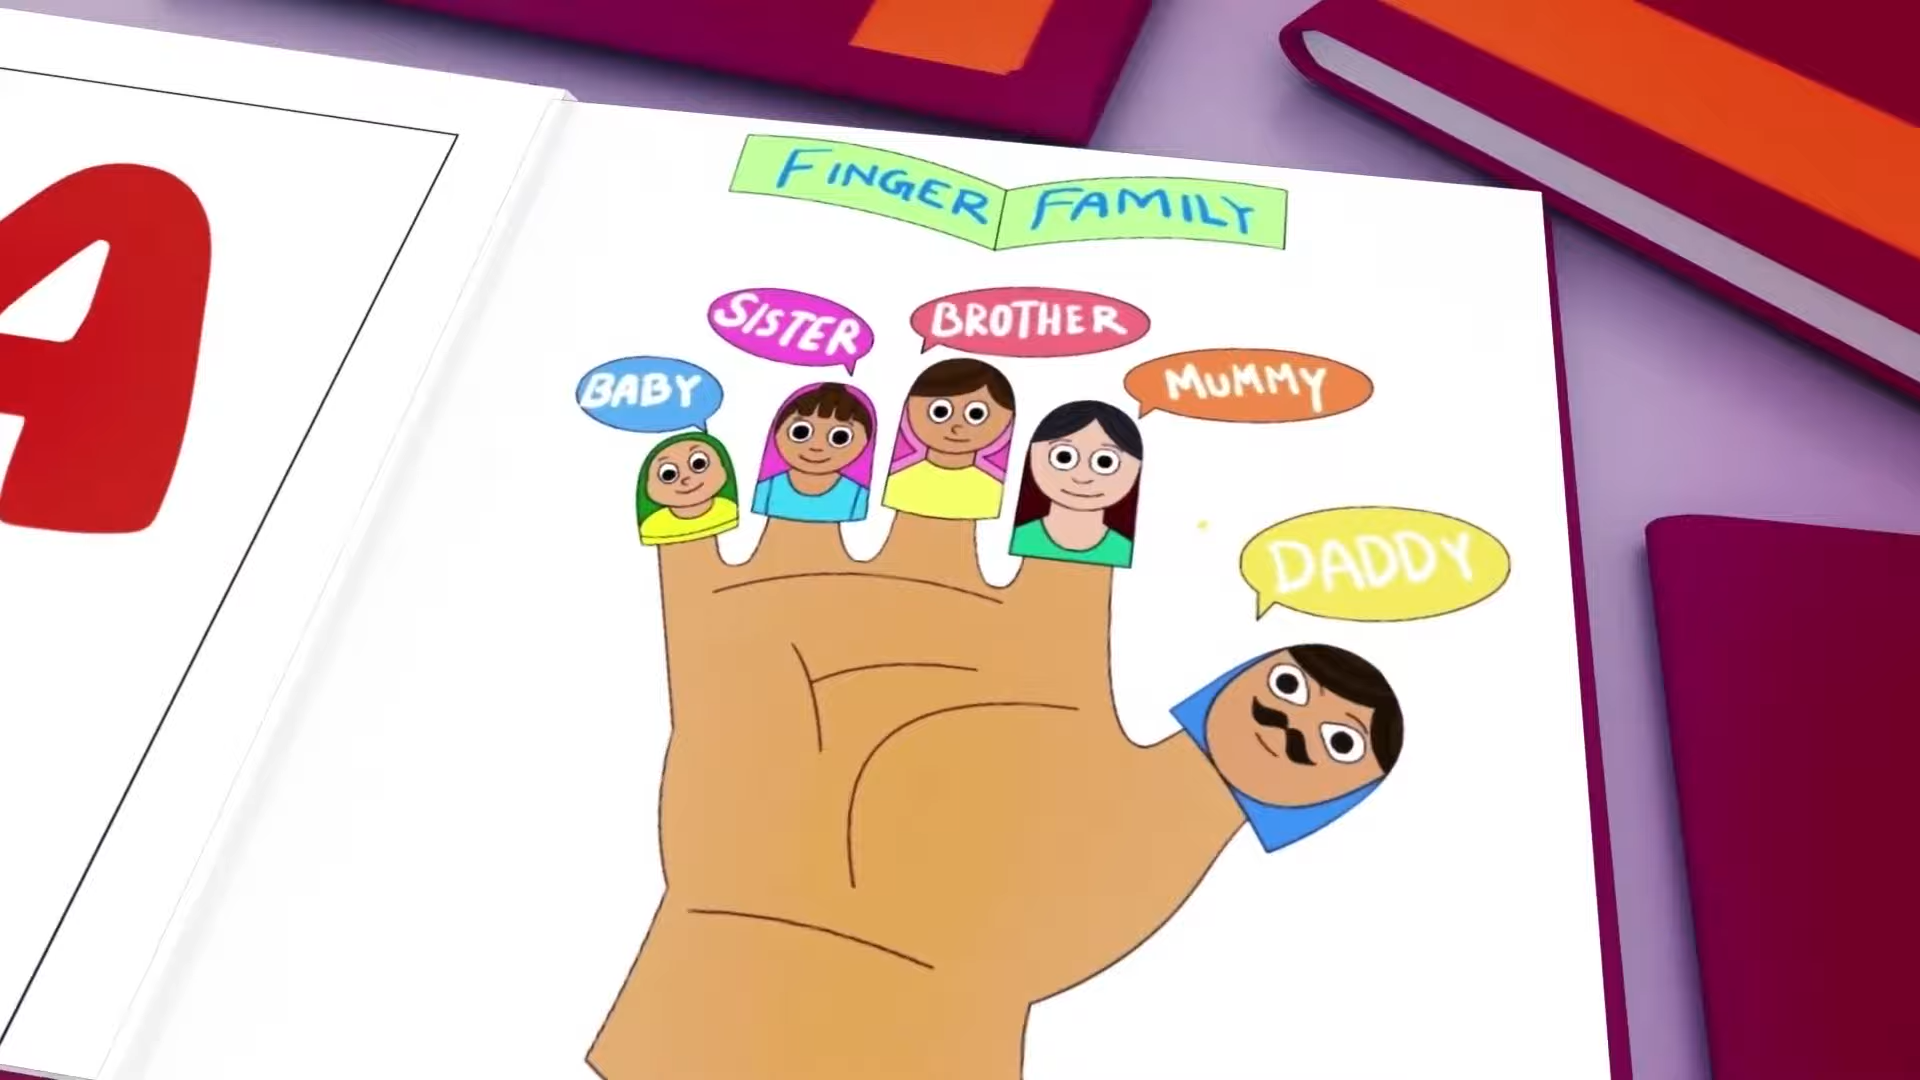 A
FINGER FAMILY
SISTER
BROTHER
BABY
MUMMY
DADDY